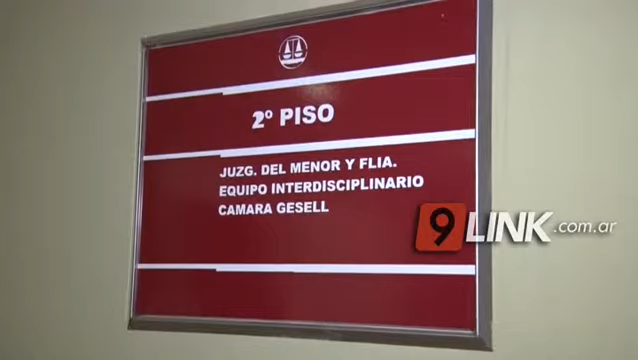 2º PISO
JUZG. DEL MENOR Y FLIA.
EQUIPO INTERDISCIPLINARIO
CAMARA GESELL
9 LINK.com.ar